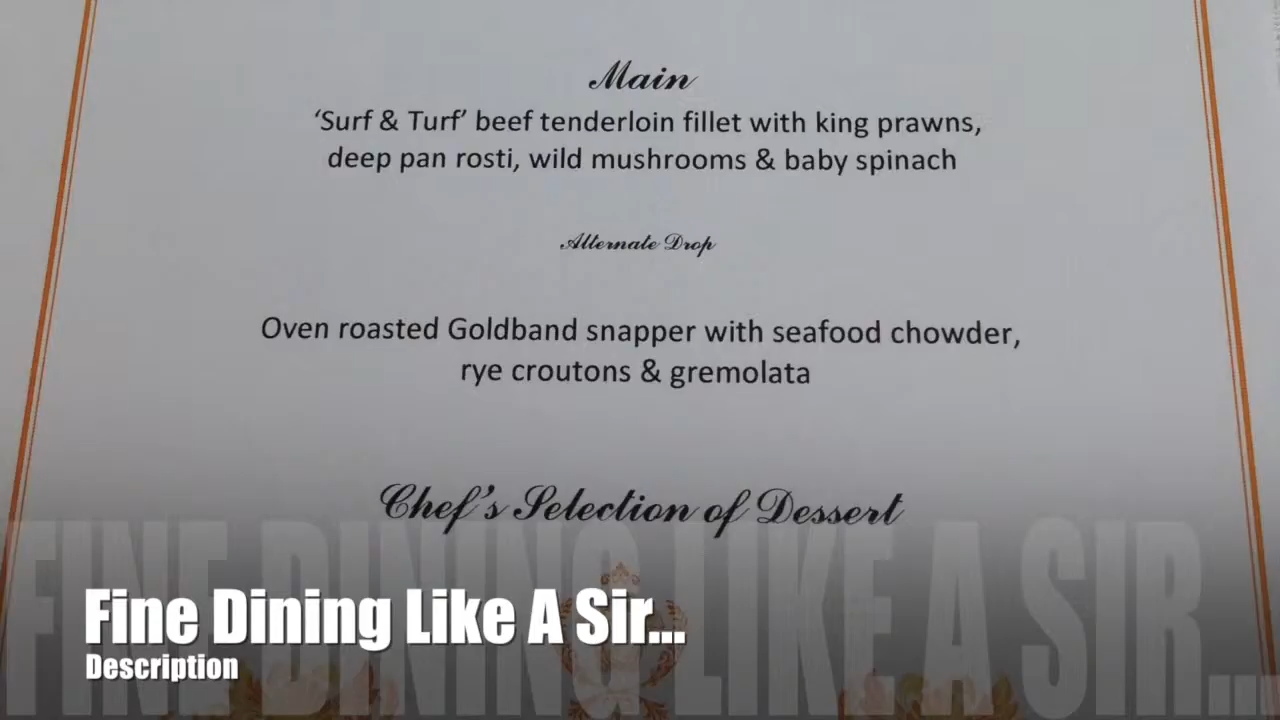 Main
‘Surf & Turf’ beef tenderloin fillet with king prawns,
deep pan rosti, wild mushrooms & baby spinach
Alternate Drop
Oven roasted Goldband snapper with seafood chowder,
rye croutons & gremolata
Chef’s Selection of Dessert
FINE DINING LIKE A SIR...
Fine Dining Like A Sir...
Description